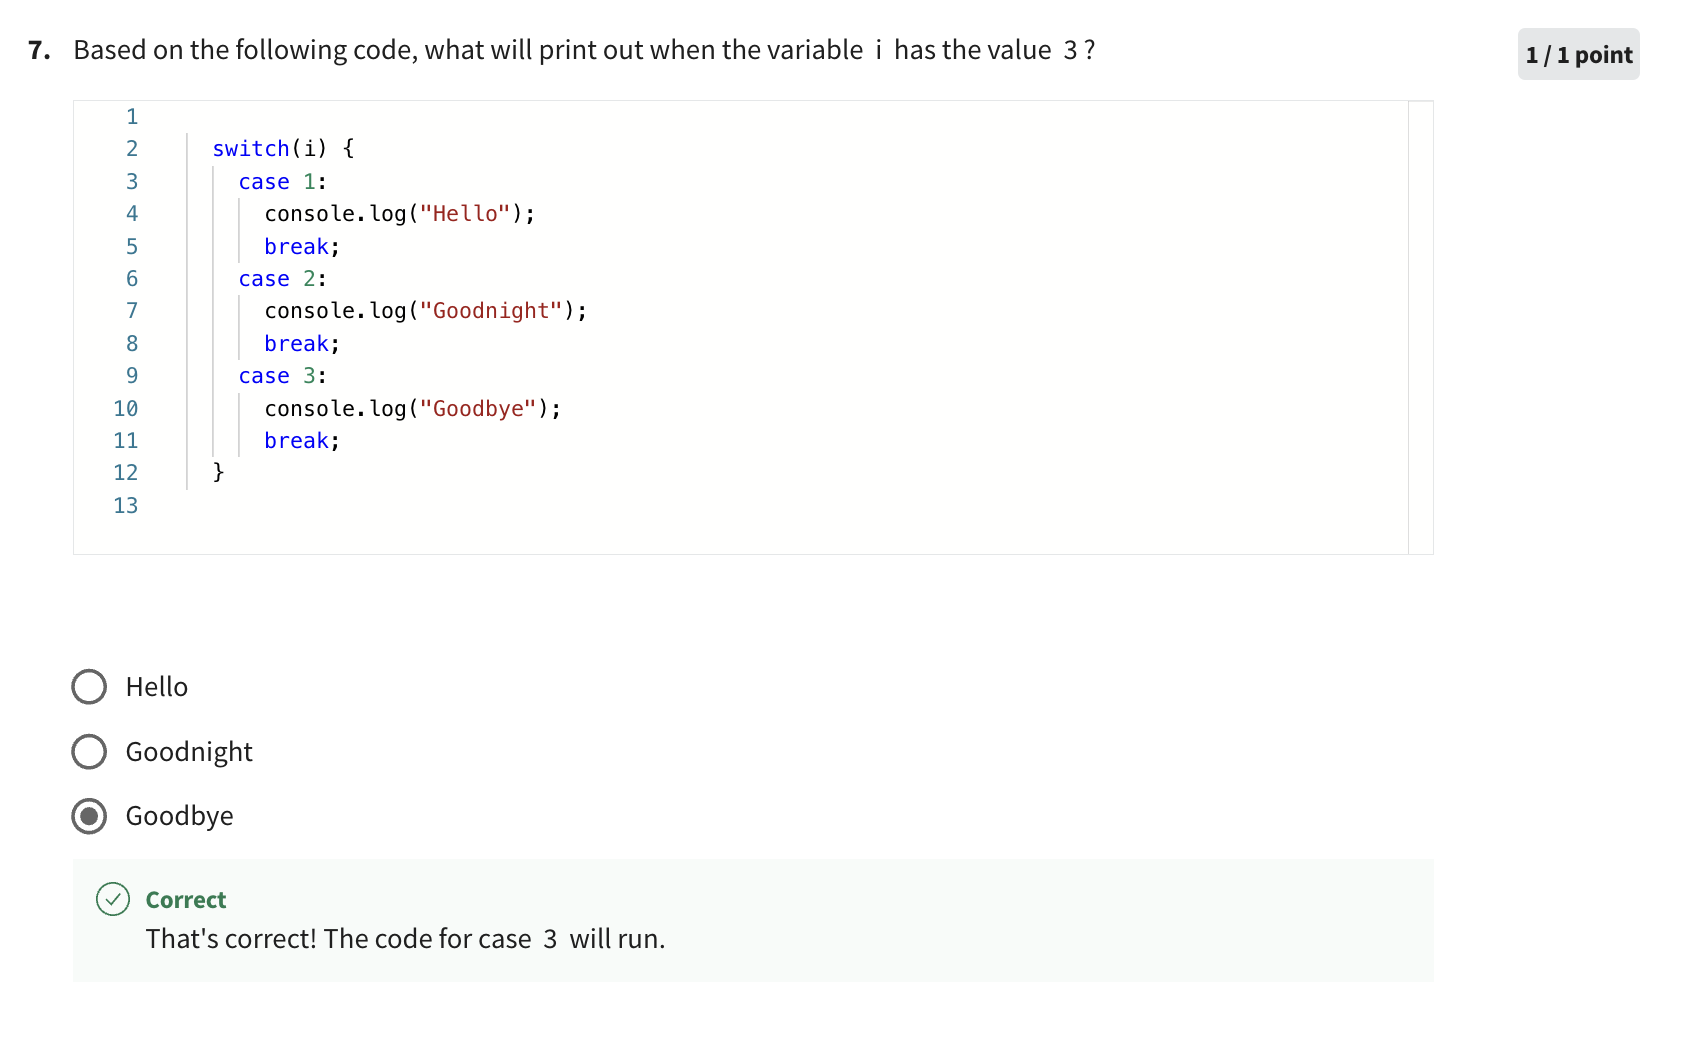 7. Based on the following code, what will print out when the variable i has the value 3?
1 / 1 point
1
2 switch(i) {
3 case 1:
4 console.log("Hello");
5 break;
6 case 2:
7 console.log("Goodnight");
8 break;
9 case 3:
10 console.log("Goodbye");
11 break;
12 }
13
Hello
Goodnight
Goodbye
Correct
That's correct! The code for case 3 will run.